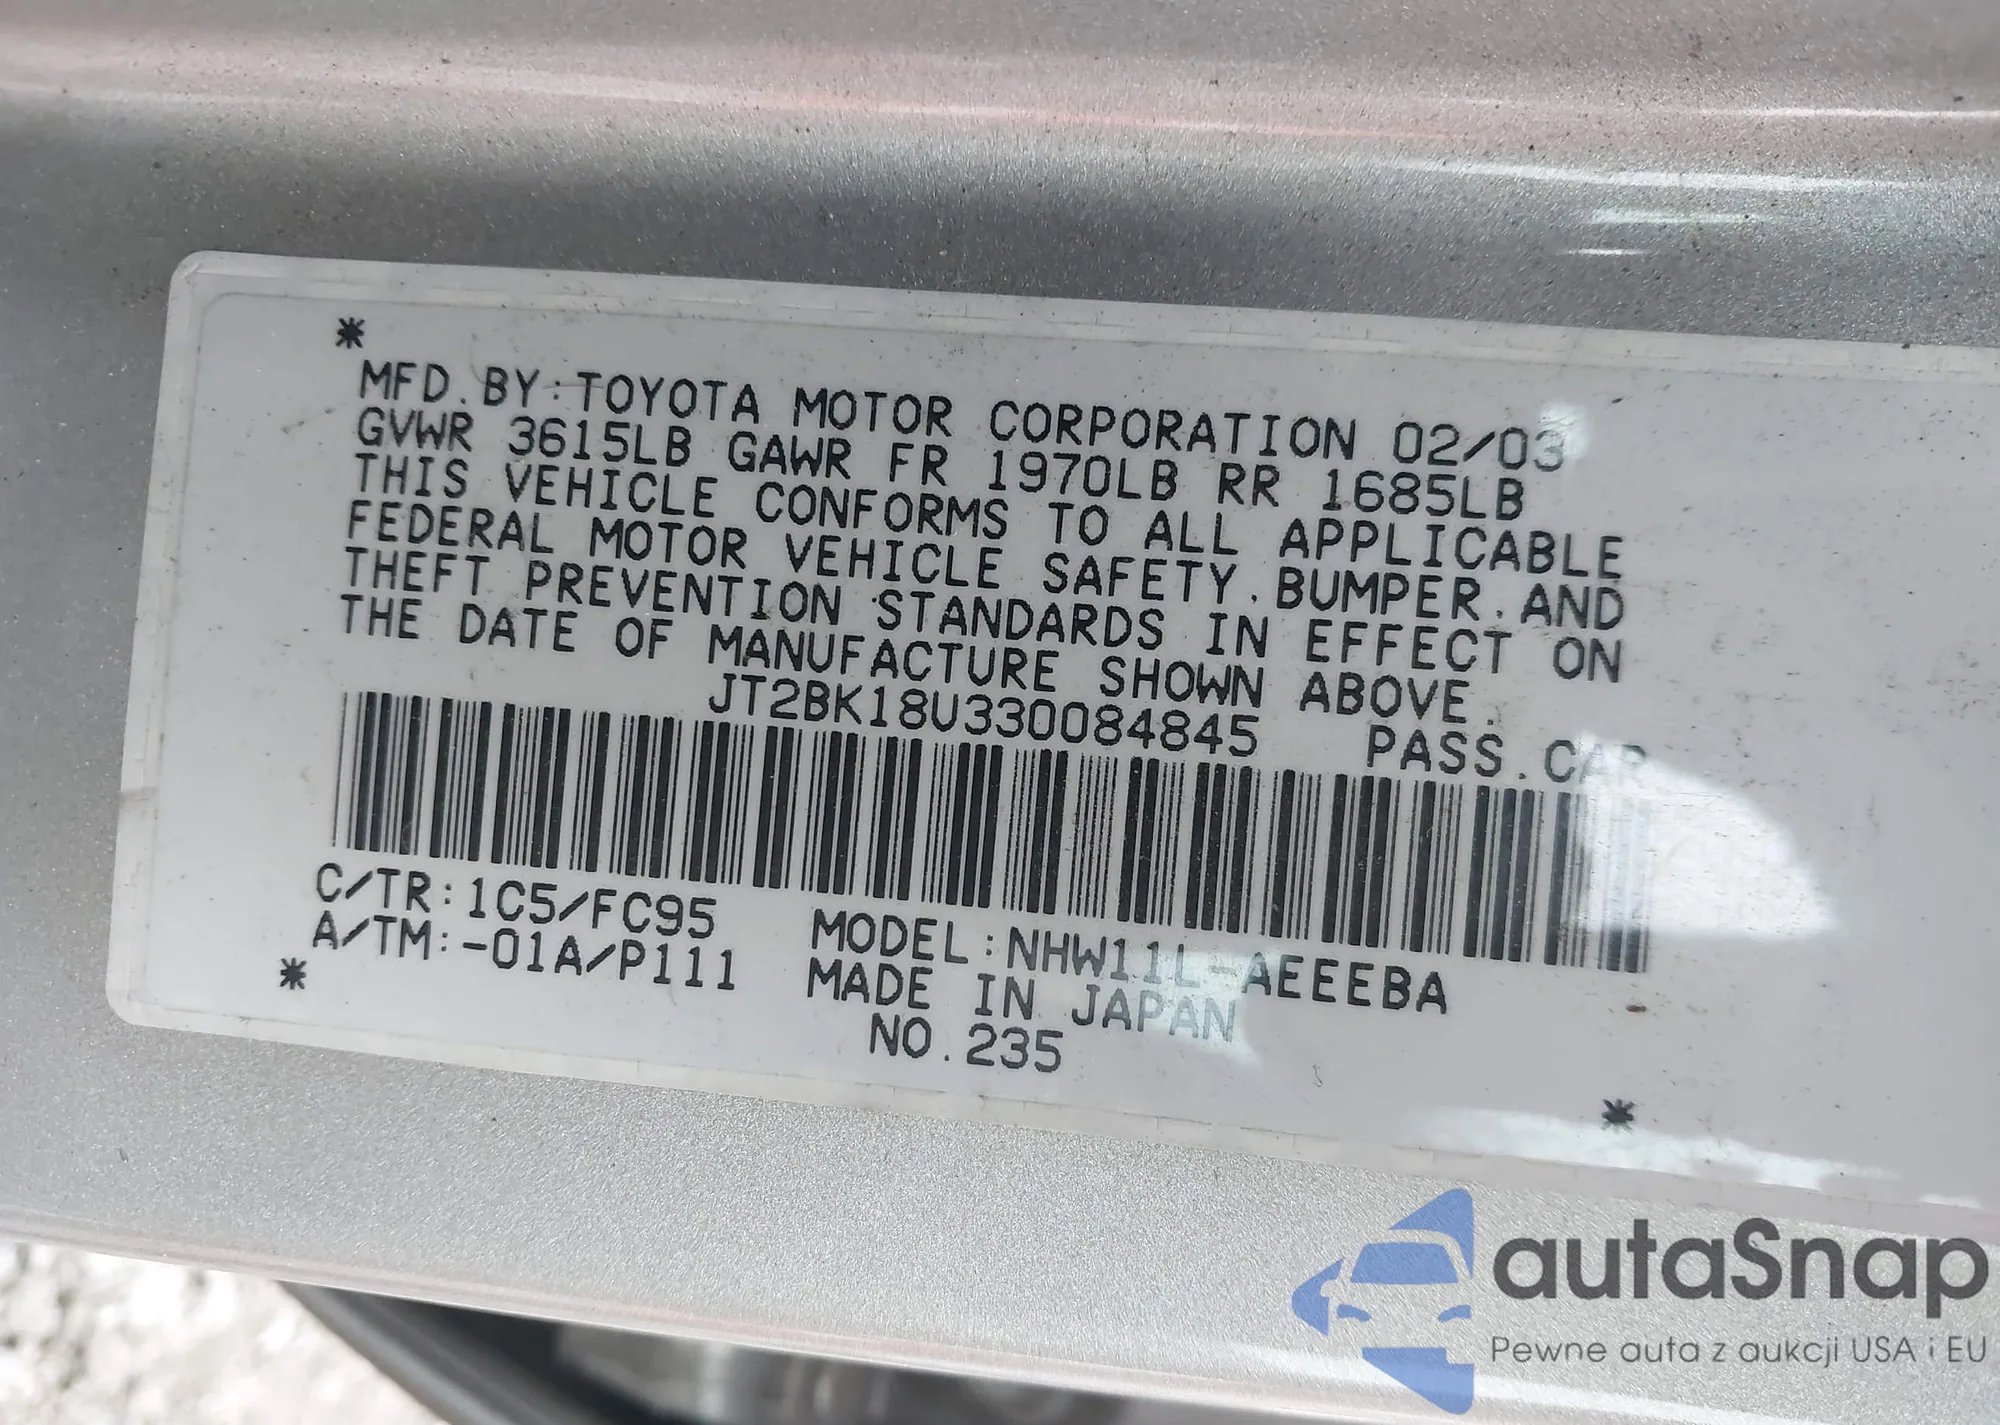 *
MFD. BY: TOYOTA MOTOR CORPORATION 02/03
GVWR 3615LB GAWR FR 1970LB RR 1685LB
THIS VEHICLE CONFORMS TO ALL APPLICABLE
FEDERAL MOTOR VEHICLE SAFETY, BUMPER, AND
THEFT PREVENTION STANDARDS IN EFFECT ON
THE DATE OF MANUFACTURE SHOWN ABOVE.
JT2BK18U330084845 PASS. CAR
C/TR: 1C5/FC95 MODEL: NHW11L-AEEEBA
A/TM: -01A/P111 MADE IN JAPAN
* NO. 235
*
autaSnap
Pewne auta z aukcji USA i EU